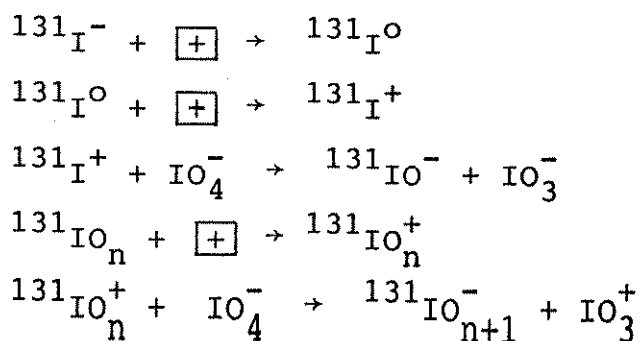 ¹³¹I⁻ + [+] → ¹³¹I⁰
¹³¹I⁰ + [+] → ¹³¹I⁺
¹³¹I⁺ + IO₄⁻ → ¹³¹IO⁻ + IO₃⁻
¹³¹IOₙ + [+] → ¹³¹IOₙ⁺
¹³¹IOₙ⁺ + IO₄⁻ → ¹³¹IOₙ₊₁⁻ + IO₃⁺